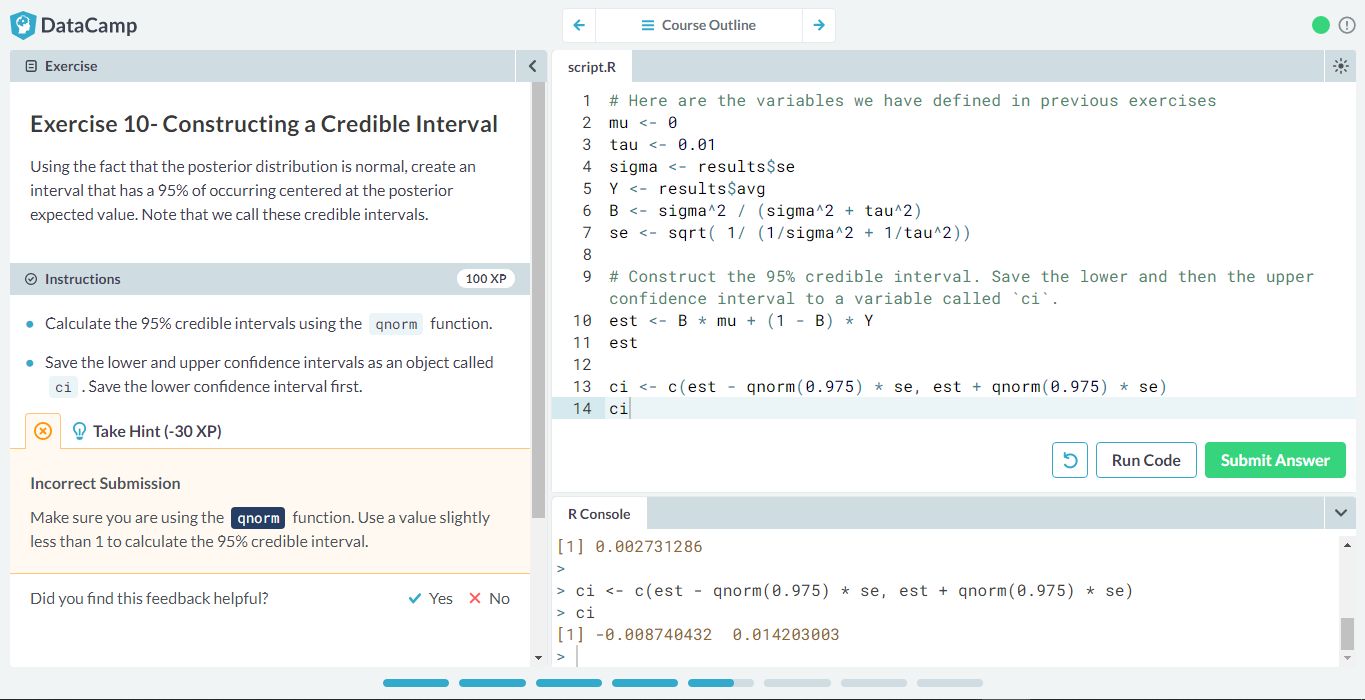 DataCamp
Course Outline
Exercise
Exercise 10- Constructing a Credible Interval
Using the fact that the posterior distribution is normal, create an
interval that has a 95% of occurring centered at the posterior
expected value. Note that we call these credible intervals.
Instructions
100 XP
Calculate the 95% credible intervals using the qnorm function.
Save the lower and upper confidence intervals as an object called
ci . Save the lower confidence interval first.
Take Hint (-30 XP)
Incorrect Submission
Make sure you are using the qnorm function. Use a value slightly
less than 1 to calculate the 95% credible interval.
Did you find this feedback helpful?
Yes
No
script.R
1 # Here are the variables we have defined in previous exercises
2 mu <- 0
3 tau <- 0.01
4 sigma <- results$se
5 Y <- results$avg
6 B <- sigma^2 / (sigma^2 + tau^2)
7 se <- sqrt( 1/ (1/sigma^2 + 1/tau^2))
8
9 # Construct the 95% credible interval. Save the lower and then the upper
confidence interval to a variable called `ci`.
10 est <- B * mu + (1 - B) * Y
11 est
12
13 ci <- c(est - qnorm(0.975) * se, est + qnorm(0.975) * se)
14 ci
Run Code
Submit Answer
R Console
[1] 0.002731286
>
> ci <- c(est - qnorm(0.975) * se, est + qnorm(0.975) * se)
> ci
[1] -0.008740432  0.014203003
>